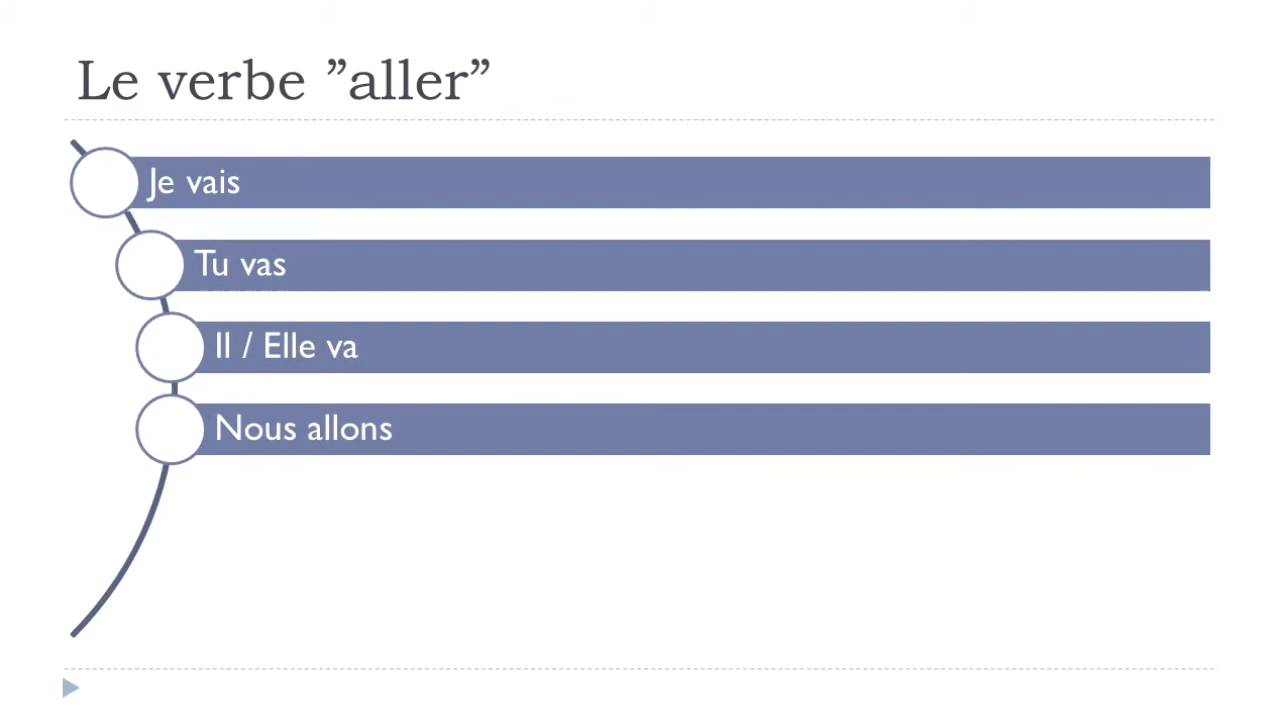 Le verbe ”aller”
Je vais
Tu vas
Il / Elle va
Nous allons